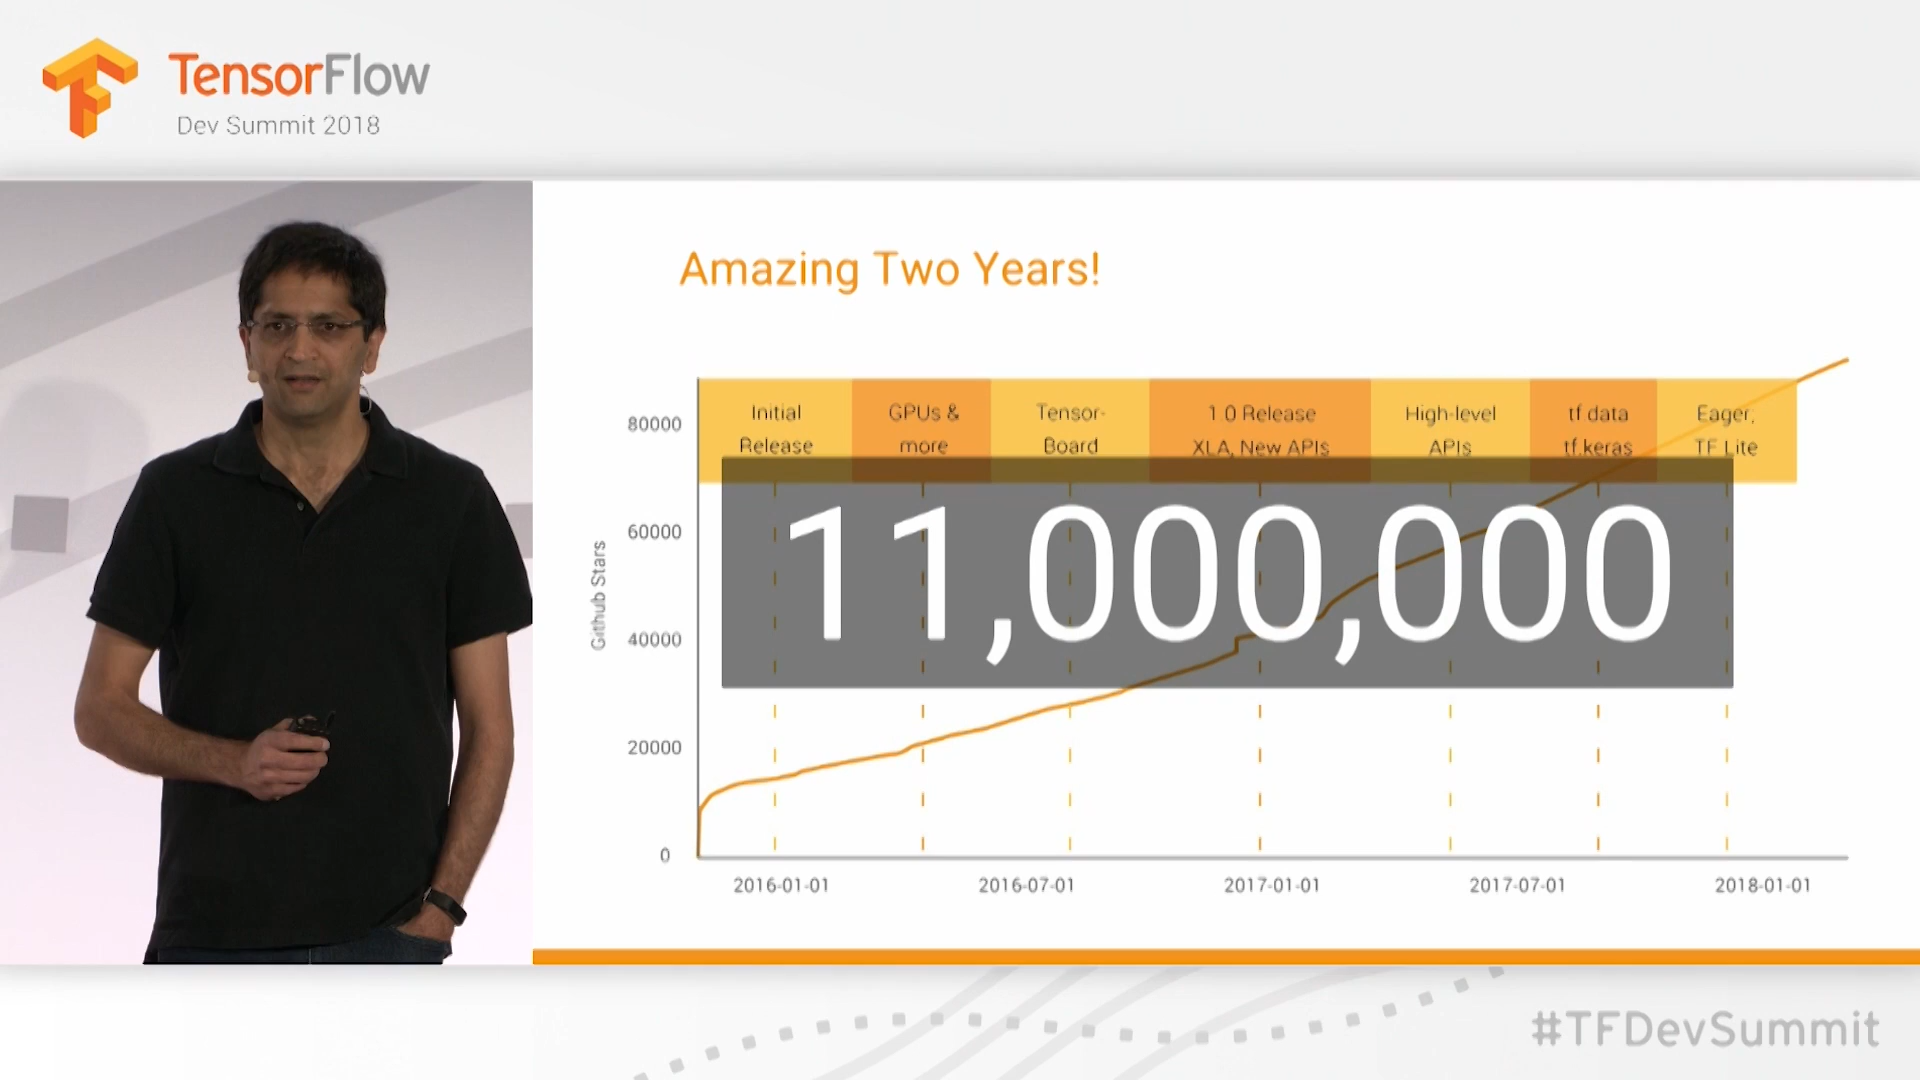 TensorFlow
Dev Summit 2018
Amazing Two Years!
Initial
Release
GPUs &
more
Tensor-
Board
1 0 Release
XLA, New APIs
High-level
APIs
tf data
tf.keras
Eager,
TF Lite
11,000,000
Github Stars
80000
60000
40000
20000
0
2016-01-01
2016-07-01
2017-01-01
2017-07-01
2018-01-01
#TFDevSummit